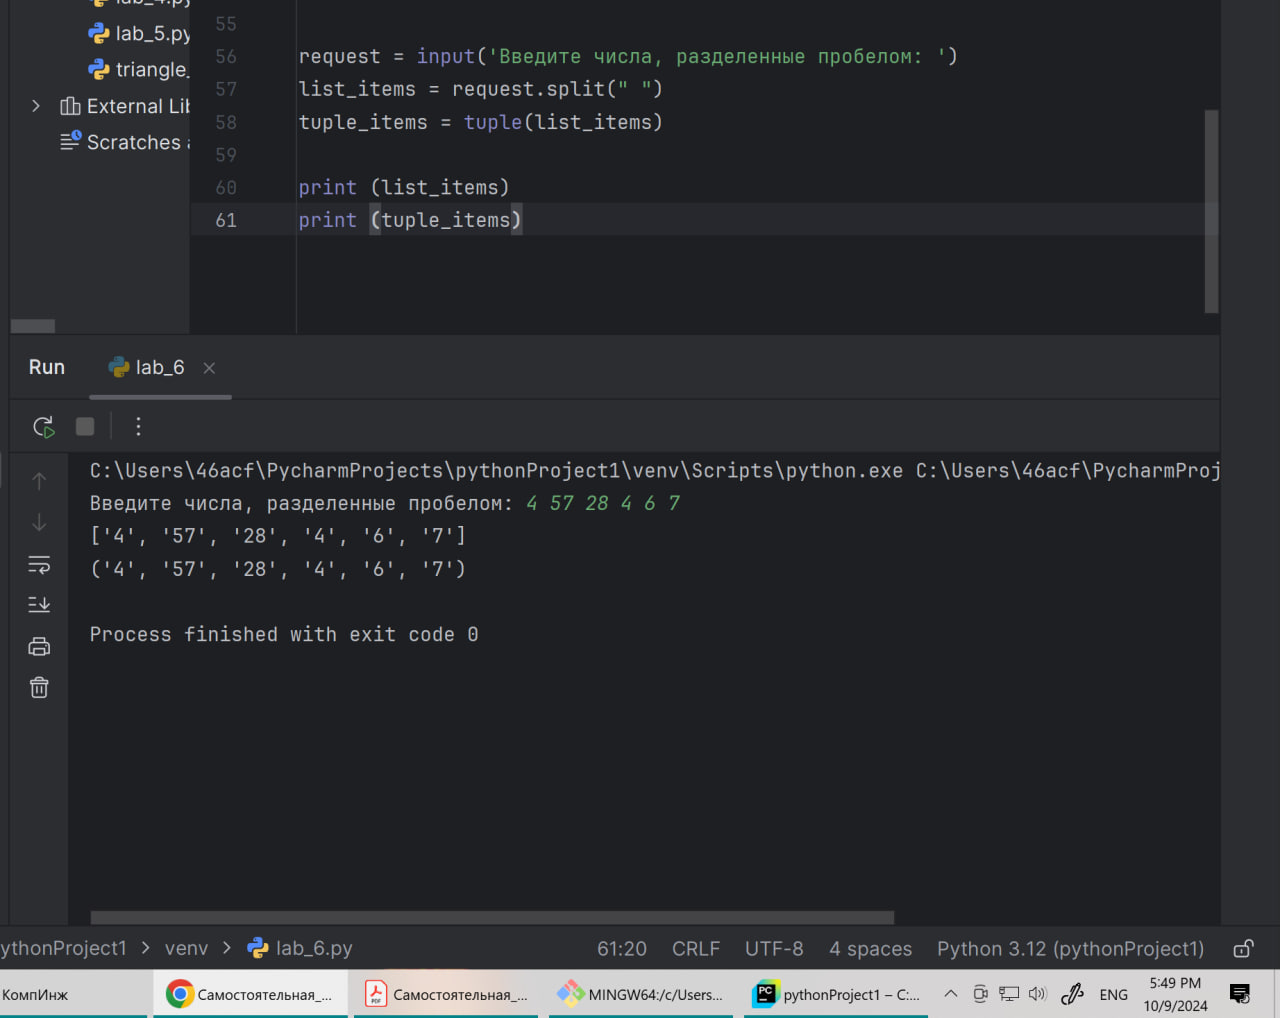 lab_4.py
lab_5.py
triangle_
External Lib
Scratches a
55
56 request = input('Введите числа, разделенные пробелом: ')
57 list_items = request.split(" ")
58 tuple_items = tuple(list_items)
59
60 print (list_items)
61 print (tuple_items)
Run lab_6
C:\Users\46acf\PycharmProjects\pythonProject1\venv\Scripts\python.exe C:\Users\46acf\PycharmProj
Введите числа, разделенные пробелом: 4 57 28 4 6 7
['4', '57', '28', '4', '6', '7']
('4', '57', '28', '4', '6', '7')
Process finished with exit code 0
ythonProject1 > venv > lab_6.py 61:20 CRLF UTF-8 4 spaces Python 3.12 (pythonProject1)
КомпИнж Самостоятельная_... Самостоятельная_... MINGW64:/c/Users... pythonProject1 – C:... ENG 5:49 PM
10/9/2024